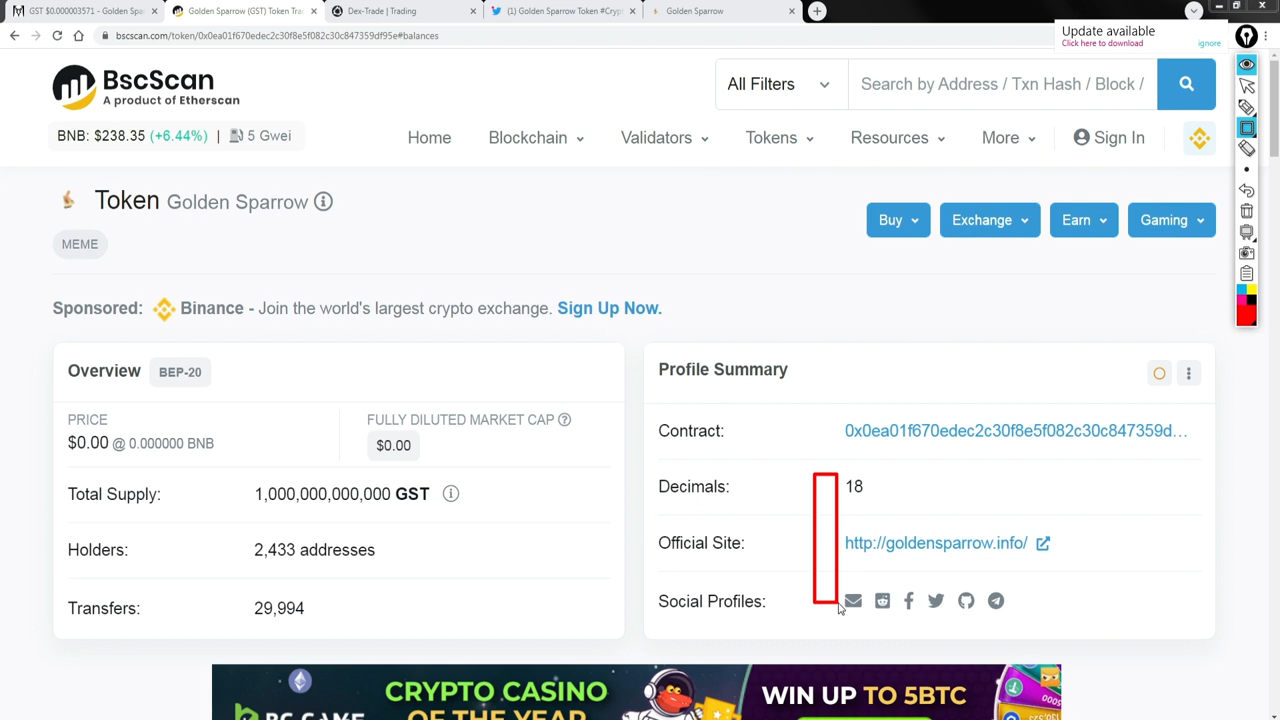 GST $0.000003571 - Golden Spa
Golden Sparrow (GST) Token Tra
Dex-Trade | Trading
(1) Golden Sparrow Token #Cryp
Golden Sparrow
bscscan.com/token/0x0ea01f670edec2c30f8e5f082c30c847359df95e#balances
Update available
Click here to download
ignore
BscScan
A product of Etherscan
All Filters
Search by Address / Txn Hash / Block /
BNB: $238.35 (+6.44%) | 5 Gwei
Home
Blockchain
Validators
Tokens
Resources
More
Sign In
Token Golden Sparrow
Buy
Exchange
Earn
Gaming
MEME
Sponsored: Binance - Join the world's largest crypto exchange. Sign Up Now.
Overview BEP-20
PRICE
$0.00 @ 0.000000 BNB
FULLY DILUTED MARKET CAP
$0.00
Total Supply: 1,000,000,000,000 GST
Holders: 2,433 addresses
Transfers: 29,994
Profile Summary
Contract: 0x0ea01f670edec2c30f8e5f082c30c847359d...
Decimals: 18
Official Site: http://goldensparrow.info/
Social Profiles:
CRYPTO CASINO
OF THE YEAR
BC.GAME
WIN UP TO 5BTC